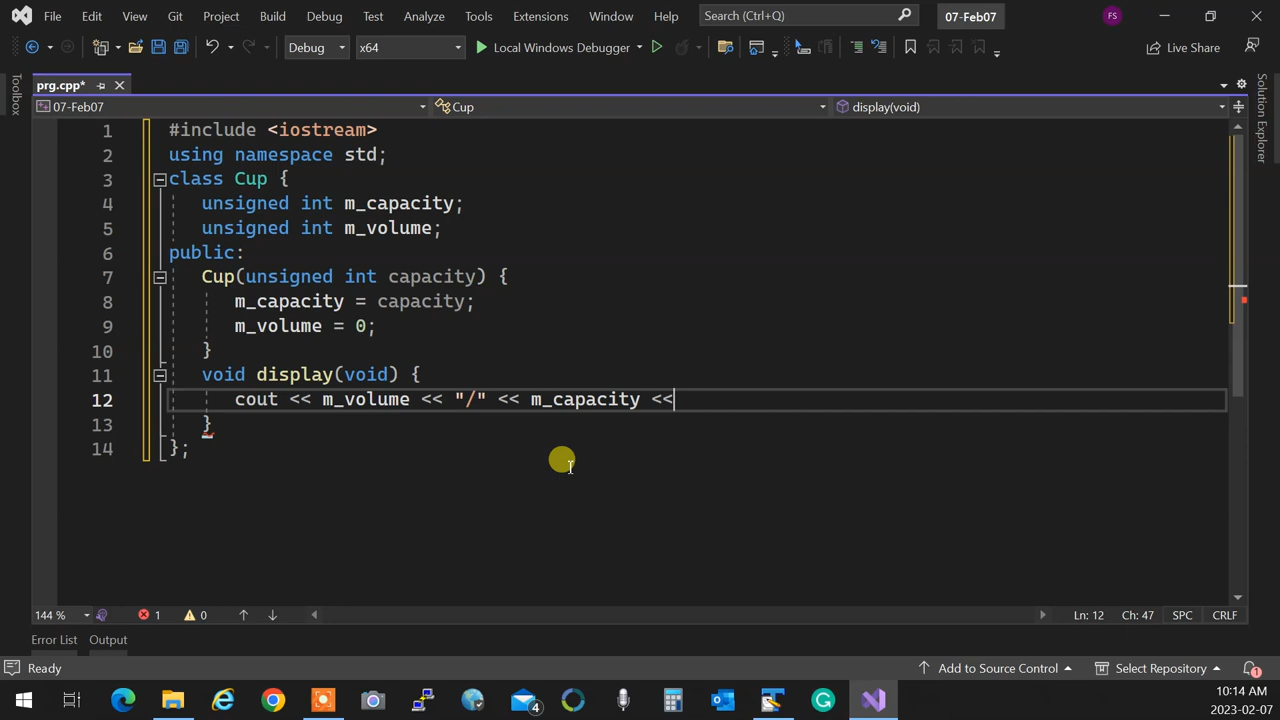 File Edit View Git Project Build Debug Test Analyze Tools Extensions Window Help Search (Ctrl+Q) 07-Feb07 FS
Debug x64 Local Windows Debugger Live Share
prg.cpp*
07-Feb07 Cup display(void)
1 #include <iostream>
2 using namespace std;
3 class Cup {
4 unsigned int m_capacity;
5 unsigned int m_volume;
6 public:
7 Cup(unsigned int capacity) {
8 m_capacity = capacity;
9 m_volume = 0;
10 }
11 void display(void) {
12 cout << m_volume << "/" << m_capacity <<
13 }
14 };
Toolbox
Solution Explorer
144 % 1 0 Ln: 12 Ch: 47 SPC CRLF
Error List Output
Ready Add to Source Control Select Repository 1
4
10:14 AM
2023-02-07